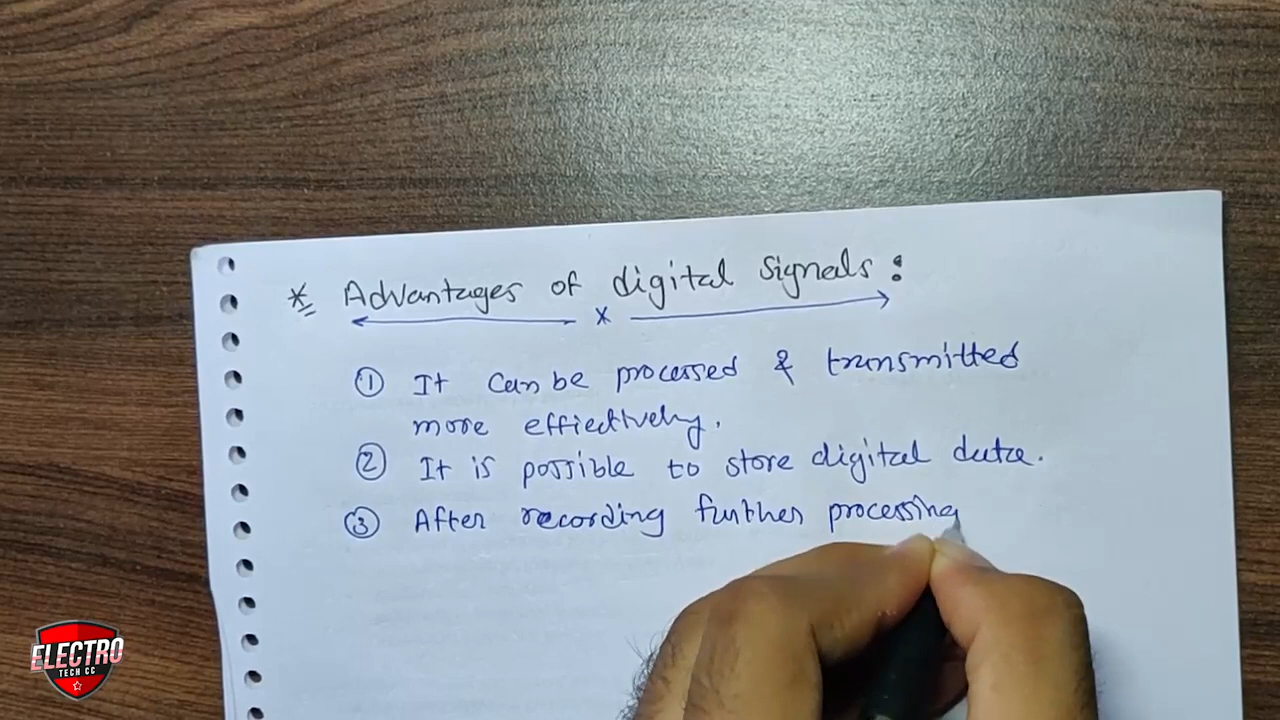 * Advantages of digital signals :
x
① It can be processed & transmitted
more effiectively.
② It is possible to store digital data.
③ After recording further processing
ELECTRO
TECH CC